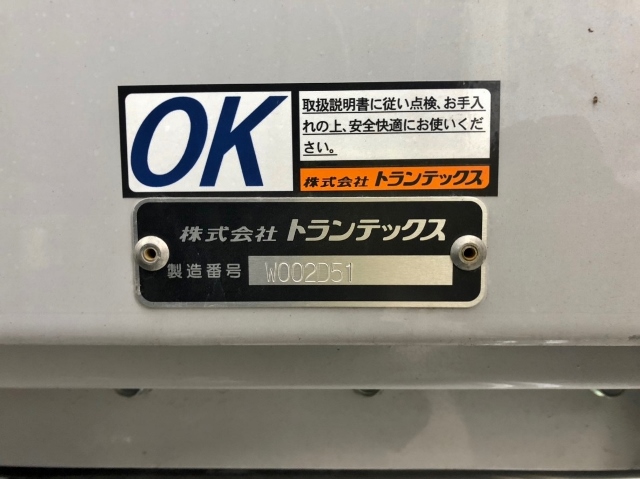 OK
取扱説明書に従い点検、お手入
れの上、安全快適にお使いくだ
さい。
株式会社 トランテックス
株式会社 トランテックス
製造番号 W002D51